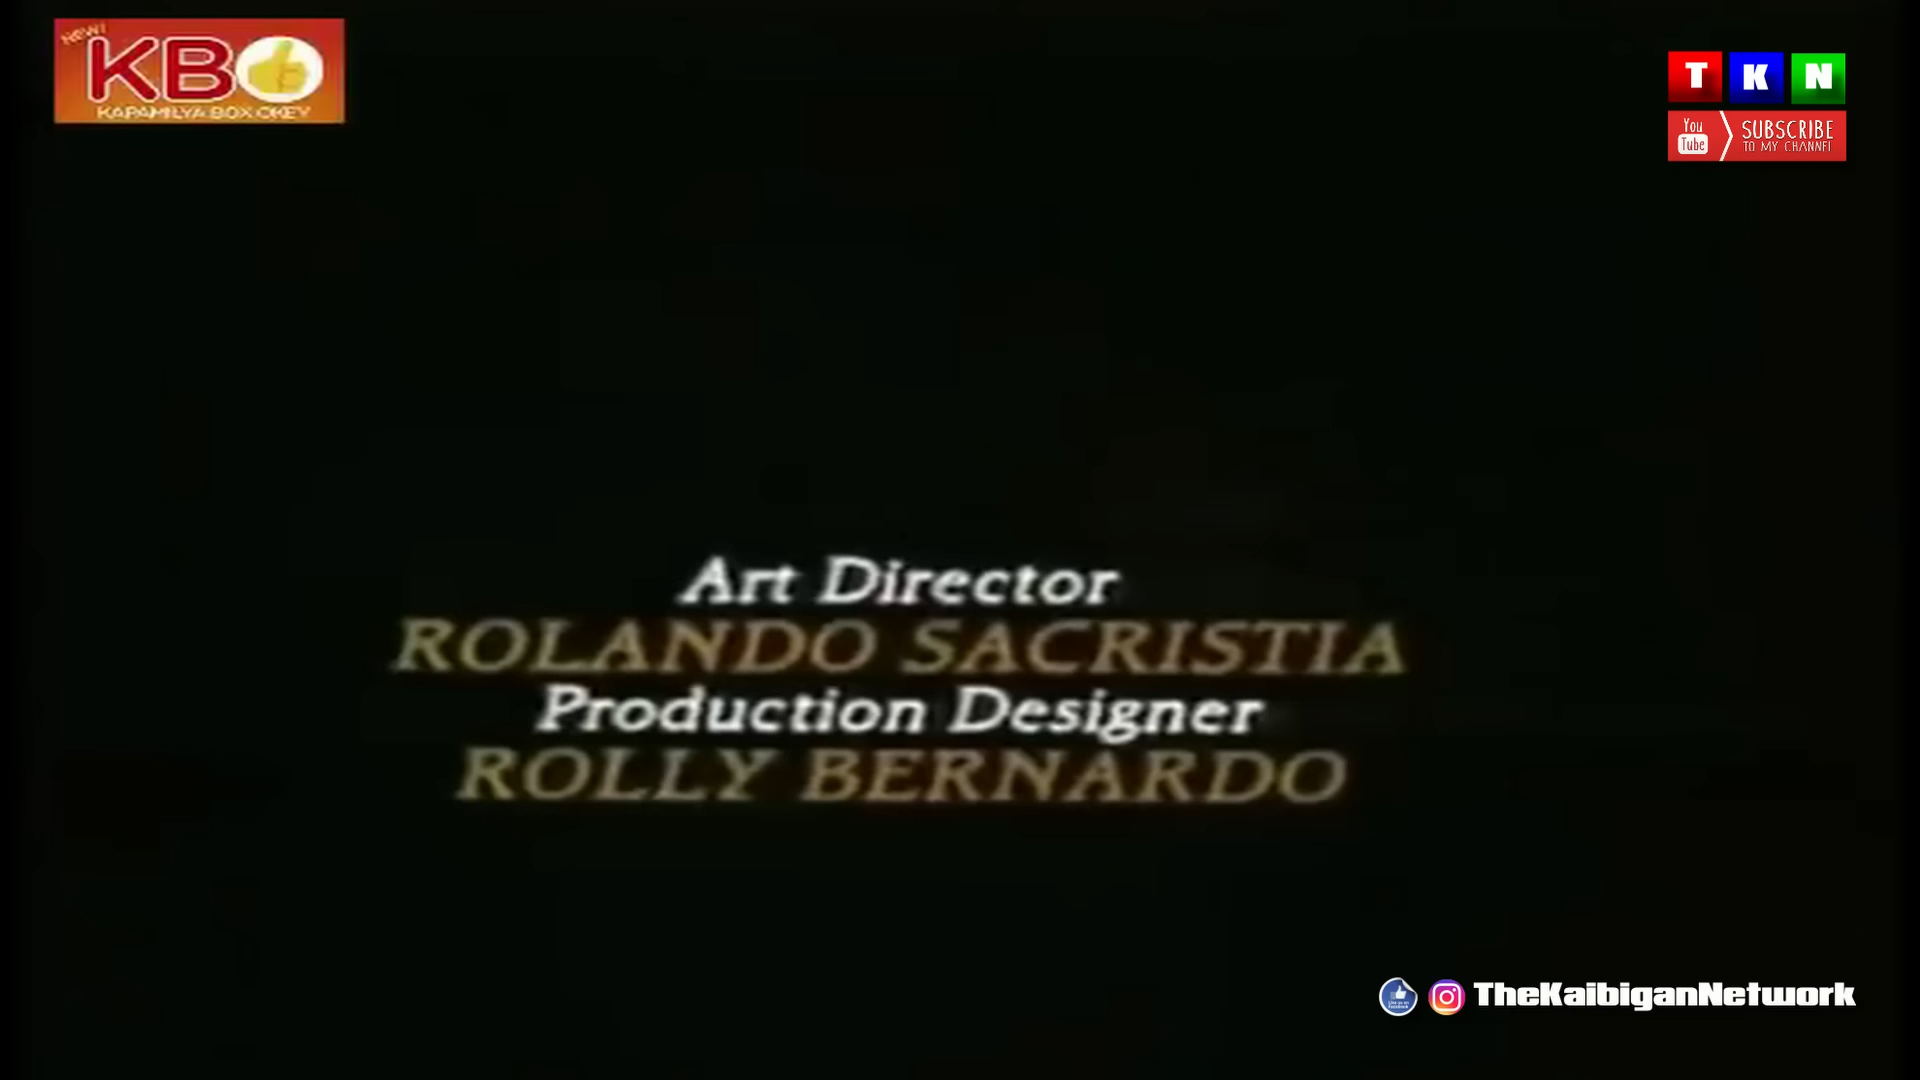 NEW!
KBO
KAPAMILYA BOX OKEY
T K N
You Tube SUBSCRIBE
TO MY CHANNEL
Art Director
ROLANDO SACRISTIA
Production Designer
ROLLY BERNARDO
TheKaibiganNetwork